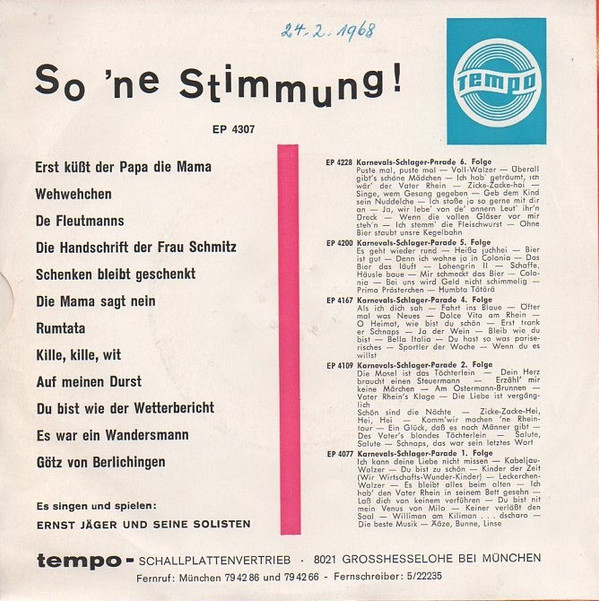 24.2.1968
So 'ne Stimmung!
tempo
EP 4307
Erst küßt der Papa die Mama
Wehwehchen
De Fleutmanns
Die Handschrift der Frau Schmitz
Schenken bleibt geschenkt
Die Mama sagt nein
Rumtata
Kille, kille, wit
Auf meinen Durst
Du bist wie der Wetterbericht
Es war ein Wandersmann
Götz von Berlichingen
Es singen und spielen:
ERNST JÄGER UND SEINE SOLISTEN
EP 4228 Karnevals-Schlager-Parade 6. Folge
Puste mal, puste mal — Voll-Walzer — Überall
gibt's schöne Mädchen — Ich hab' geträumt, ich
wär' der Vater Rhein — Zicke-Zacke-hoi —
Singe, wem Gesang gegeben — Geb dem Kind
sein Nuddelche — Ich stoße ja so gerne mit dir
an — Ja, wir lebe' von de' annern Leut' ihr'n
Dreck — Wenn die vollen Gläser vor mir
steh'n — Ich stemm' die Fleischwurst — Ohne
Bier staubt unsre Kegelbahn
EP 4200 Karnevals-Schlager-Parade 5. Folge
Es geht wieder rund — Heißa juchhei — Bier
ist gut — Denn ich wohne ja in Colonia — Das
Bier das läuft — Lohengrin II — Schaffe,
Häusle baue — Mir schmeckt das Bier — Colo-
nia — Bei uns wird Geld nicht schimmelig —
Prima Prösterchen — Humbta Tätärä
EP 4167 Karnevals-Schlager-Parade 4. Folge
Als ich dich sah — Fahrt ins Blaue — Öfter
mal was Neues — Dolce Vita am Rhein —
O Heimat, wie bist du schön — Erst trank
er Schnaps — Ja der Wein — Bleib wie du
bist — Bella Italia — Du hast so was parise-
risches — Sportler der Woche — Wenn du es
willst
EP 4109 Karnevals-Schlager-Parade 2. Folge
Die Mosel ist das Töchterlein — Dein Herz
braucht einen Steuermann — Erzähl' mir
keine Märchen — Am Ostermann-Brunnen —
Vater Rhein's Klage — Die Liebe ist vergäng-
lich
Schön sind die Nächte — Zicke-Zacke-Hei,
Hei, Hei — Komm'wir machen 'ne Rhein-
tour — Ein Glück, daß es noch Männer gibt —
Des Vater's blondes Töchterlein — Salute,
Salute — Schnaps, das war sein letztes Wort
EP 4077 Karnevals-Schlager-Parade 1. Folge
Ich kann deine Liebe nicht missen — Kabeljau-
Walzer — Du bist zu schön — Kinder der Zeit
(Wir Wirtschafts-Wunder-Kinder) — Leckerchen-
Walzer — Es bleibt alles beim alten — Ich
hab' den Vater Rhein in seinem Bett gesehn —
Laß dich von keinem verführen — Du bist nit
mein Venus von Milo — Keiner verläßt den
Saal — Williman am Kiliman . . . dscharo —
Die beste Musik — Ääze, Bunne, Linse
tempo-SCHALLPLATTENVERTRIEB · 8021 GROSSHESSELOHE BEI MÜNCHEN
Fernruf: München 79 42 86 und 79 42 66 - Fernschreiber: 5/22235